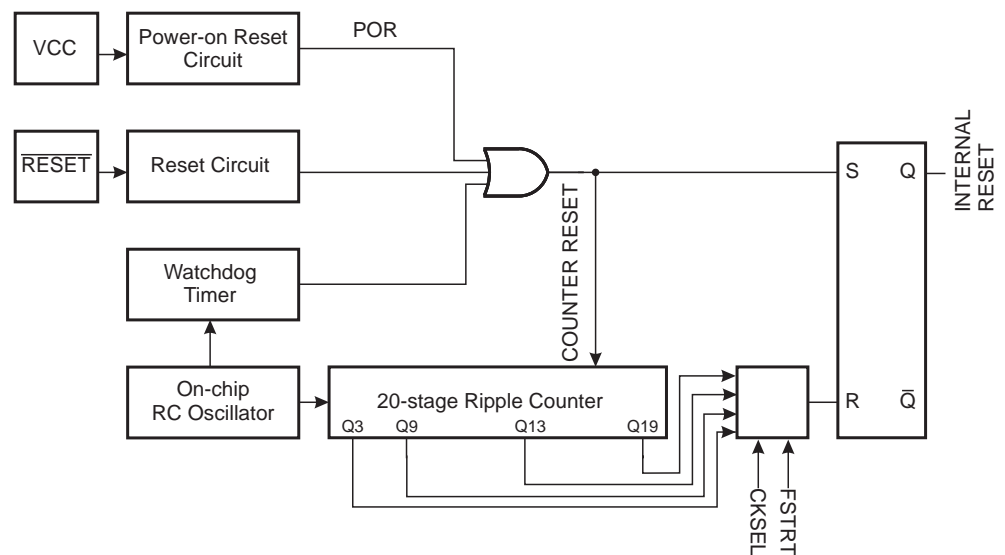 VCC
Power-on Reset
Circuit
POR
RESET
Reset Circuit
Watchdog
Timer
On-chip
RC Oscillator
COUNTER RESET
20-stage Ripple Counter
Q3
Q9
Q13
Q19
CKSEL
FSTRT
S
Q
R
Q̅
INTERNAL
RESET